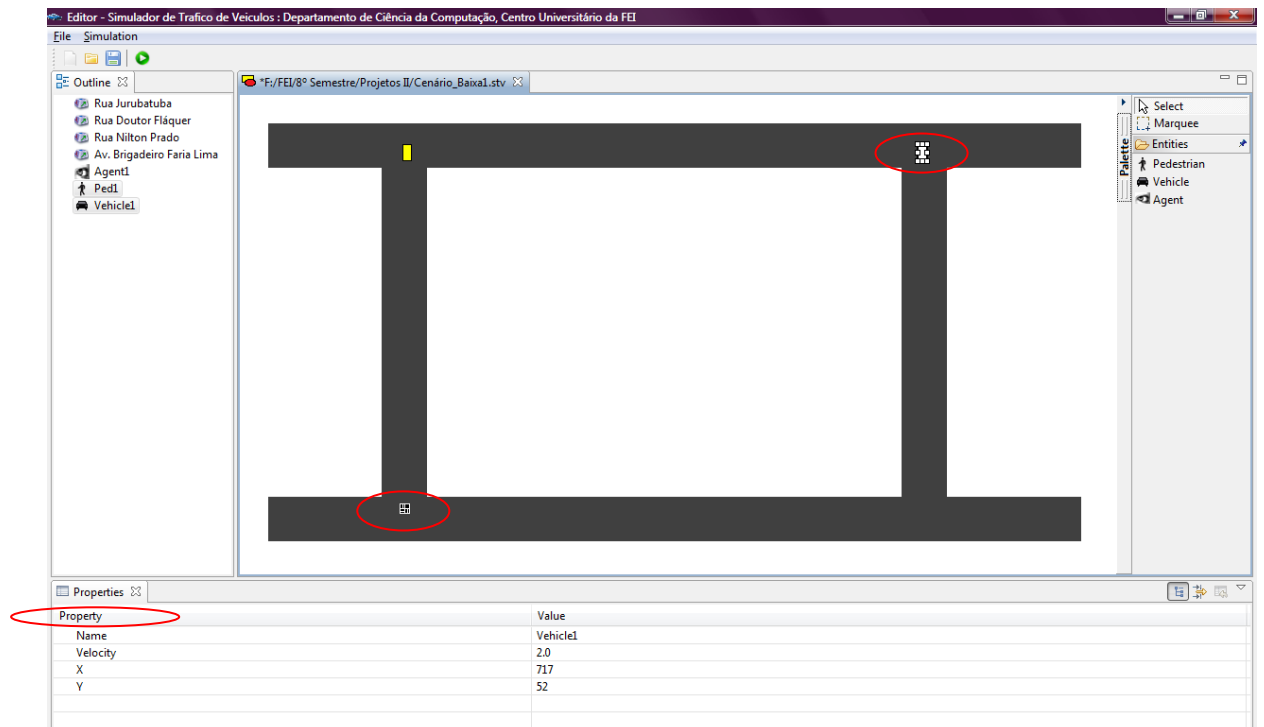 Editor - Simulador de Trafico de Veiculos : Departamento de Ciência da Computação, Centro Universitário da FEI
File Simulation
Outline
*F:/FEI/8º Semestre/Projetos II/Cenário_Baixa1.stv
Rua Jurubatuba
Rua Doutor Fláquer
Rua Nilton Prado
Av. Brigadeiro Faria Lima
Agent1
Ped1
Vehicle1
Palette
Select
Marquee
Entities
Pedestrian
Vehicle
Agent
Properties
Property Value
Name Vehicle1
Velocity 2.0
X 717
Y 52